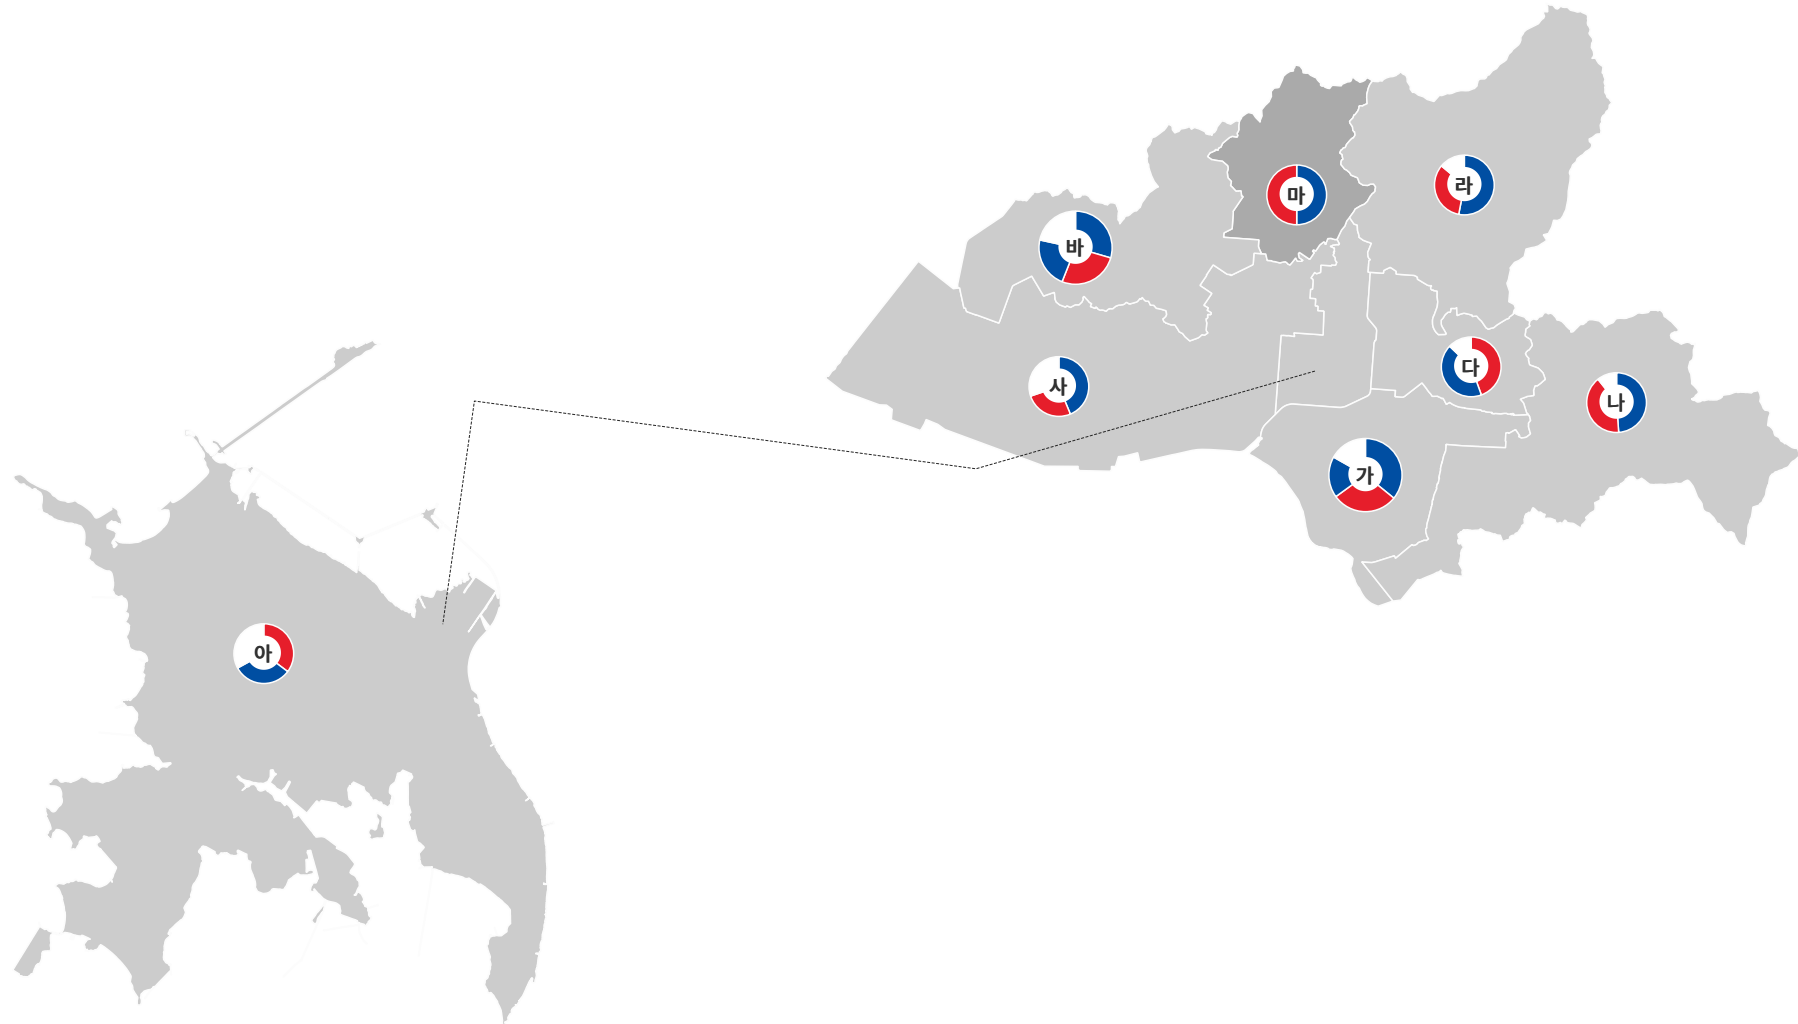 마
라
바
다
사
나
가
아